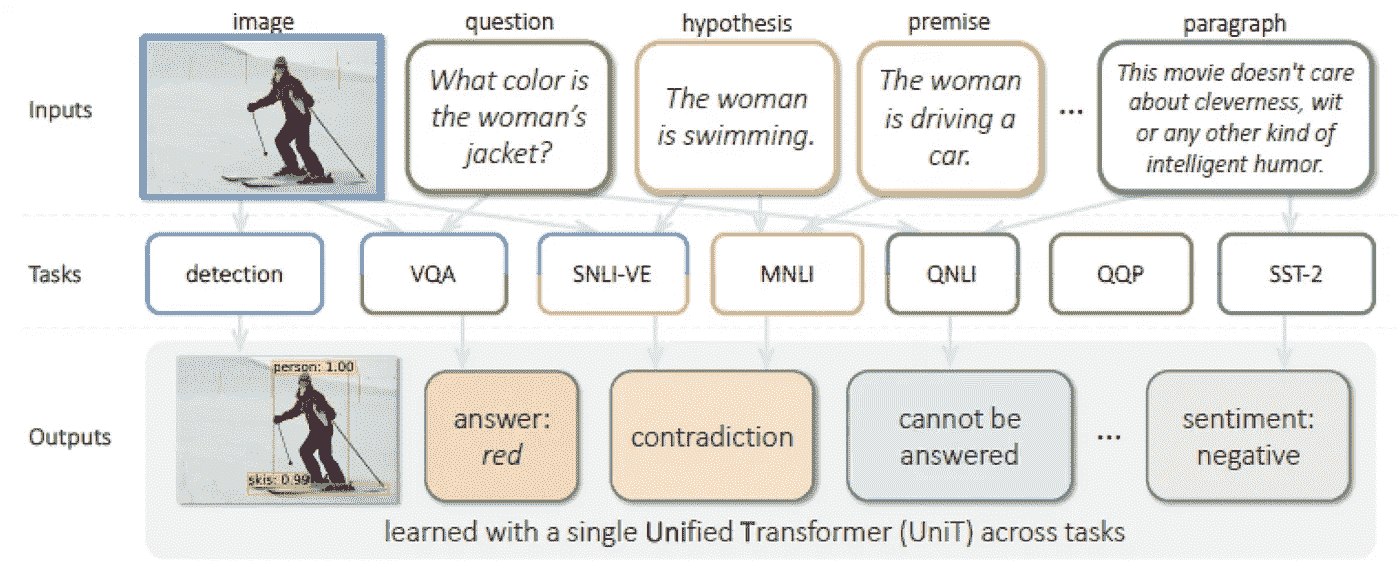 image
question
hypothesis
premise
paragraph
Inputs
What color is
the woman's
jacket?
The woman
is swimming.
The woman
is driving a
car.
...
This movie doesn't care
about cleverness, wit
or any other kind of
intelligent humor.
Tasks
detection
VQA
SNLI-VE
MNLI
QNLI
QQP
SST-2
Outputs
person: 1.00
skis: 0.99
answer:
red
contradiction
cannot be
answered
...
sentiment:
negative
learned with a single Unified Transformer (UniT) across tasks